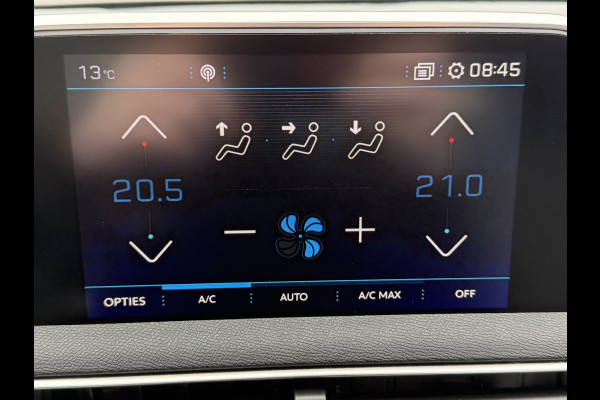 13°C 08:45
20.5 21.0
OPTIES A/C AUTO A/C MAX OFF